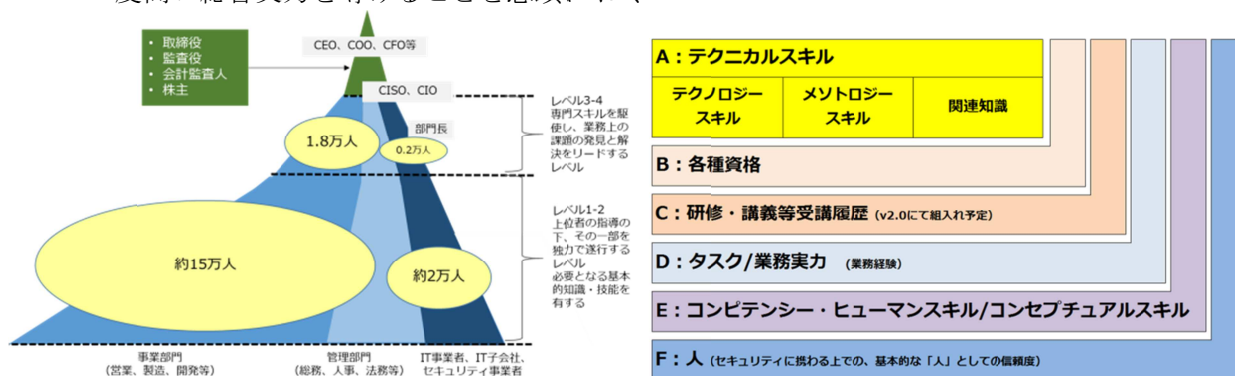 ・ 取締役
・ 監査役
・ 会計監査人
・ 株主
CEO、COO、CFO等
CISO、CIO
部門長
1.8万人
0.2万人
レベル3-4
専門スキルを駆
使し、業務上の
課題の発見と解
決をリードする
レベル
約15万人
約2万人
レベル1-2
上位者の指導の
下、その一部を
独力で遂行する
レベル
必要となる基本
的知識・技能を
有する
事業部門
(営業、製造、開発等)
管理部門
(総務、人事、法務等)
IT事業者、IT子会社、
セキュリティ事業者
A:テクニカルスキル
テクノロジー
スキル
メソトロジー
スキル
関連知識
B:各種資格
C:研修・講義等受講履歴 (v2.0にて組入れ予定)
D:タスク/業務実力 (業務経験)
E:コンピテンシー・ヒューマンスキル/コンセプチュアルスキル
F:人 (セキュリティに携わる上での、基本的な「人」としての信頼度)